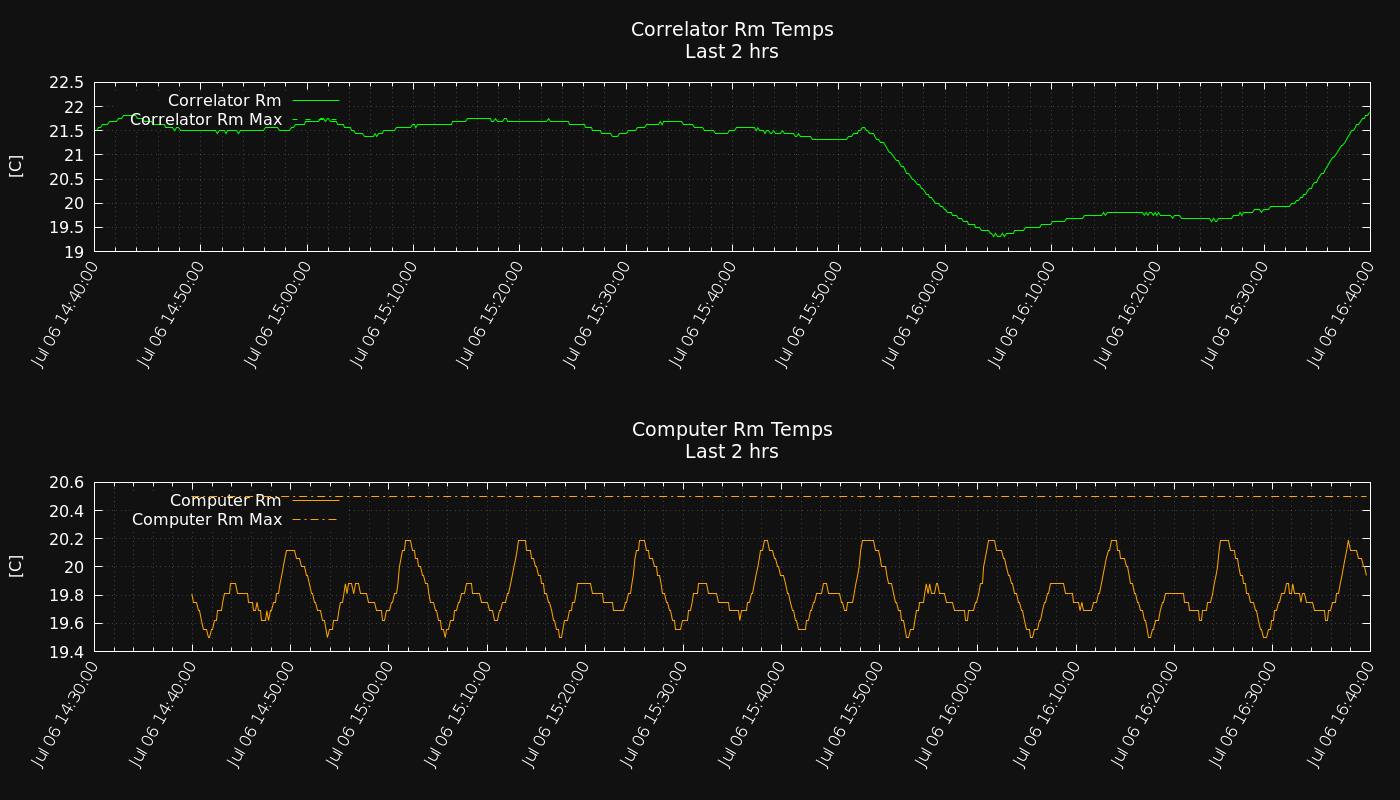 Correlator Rm Temps
Last 2 hrs
22.5
22
21.5
21
20.5
20
19.5
19
[C]
Correlator Rm
Correlator Rm Max
Jul 06 14:40:00
Jul 06 14:50:00
Jul 06 15:00:00
Jul 06 15:10:00
Jul 06 15:20:00
Jul 06 15:30:00
Jul 06 15:40:00
Jul 06 15:50:00
Jul 06 16:00:00
Jul 06 16:10:00
Jul 06 16:20:00
Jul 06 16:30:00
Jul 06 16:40:00
Computer Rm Temps
Last 2 hrs
20.6
20.4
20.2
20
19.8
19.6
19.4
[C]
Computer Rm
Computer Rm Max
Jul 06 14:30:00
Jul 06 14:40:00
Jul 06 14:50:00
Jul 06 15:00:00
Jul 06 15:10:00
Jul 06 15:20:00
Jul 06 15:30:00
Jul 06 15:40:00
Jul 06 15:50:00
Jul 06 16:00:00
Jul 06 16:10:00
Jul 06 16:20:00
Jul 06 16:30:00
Jul 06 16:40:00